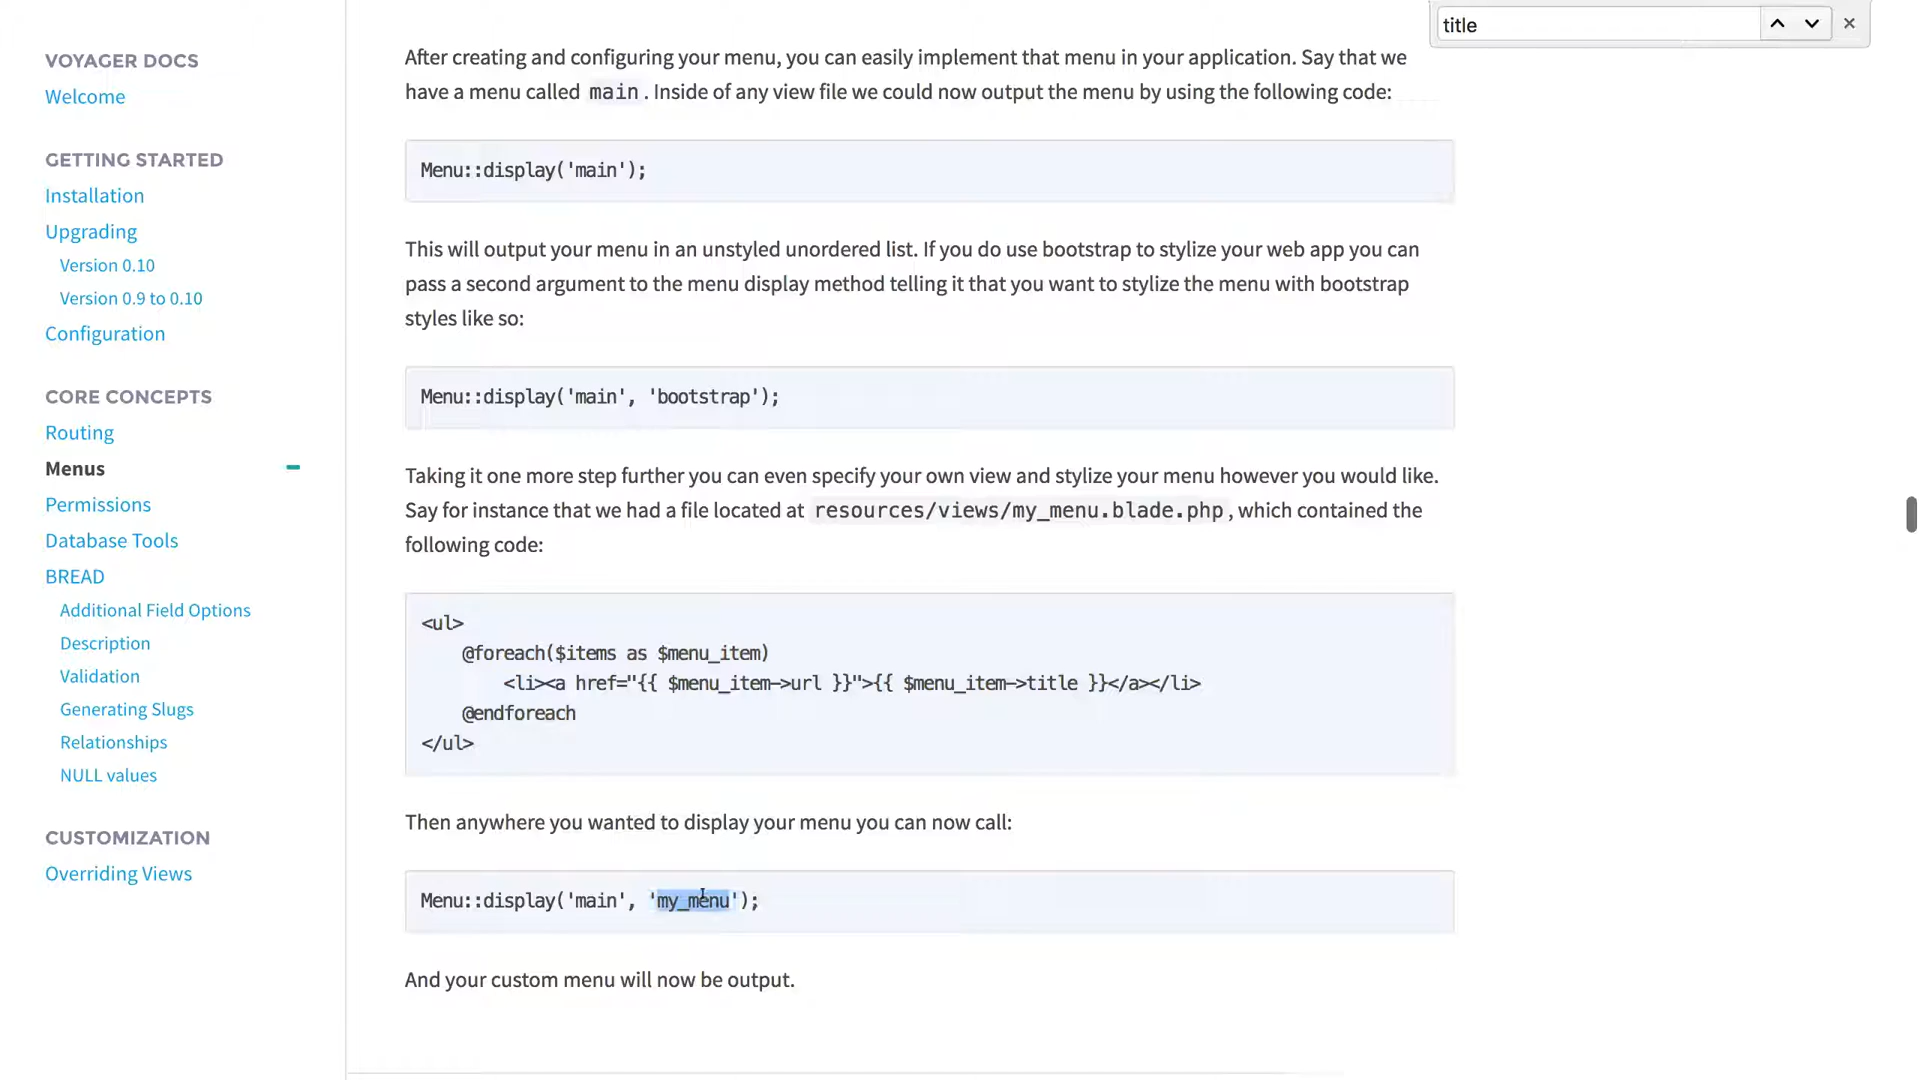 VOYAGER DOCS
Welcome
GETTING STARTED
Installation
Upgrading
Version 0.10
Version 0.9 to 0.10
Configuration
CORE CONCEPTS
Routing
Menus
Permissions
Database Tools
BREAD
Additional Field Options
Description
Validation
Generating Slugs
Relationships
NULL values
CUSTOMIZATION
Overriding Views
title
After creating and configuring your menu, you can easily implement that menu in your application. Say that we
have a menu called main. Inside of any view file we could now output the menu by using the following code:
Menu::display('main');
This will output your menu in an unstyled unordered list. If you do use bootstrap to stylize your web app you can
pass a second argument to the menu display method telling it that you want to stylize the menu with bootstrap
styles like so:
Menu::display('main', 'bootstrap');
Taking it one more step further you can even specify your own view and stylize your menu however you would like.
Say for instance that we had a file located at resources/views/my_menu.blade.php, which contained the
following code:
<ul>
@foreach($items as $menu_item)
<li><a href="{{ $menu_item->url }}">{{ $menu_item->title }}</a></li>
@endforeach
</ul>
Then anywhere you wanted to display your menu you can now call:
Menu::display('main', 'my_menu');
And your custom menu will now be output.